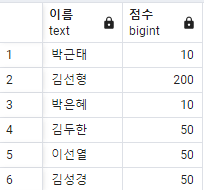 이름 점수
text bigint
1 박근태 10
2 김선형 200
3 박은혜 10
4 김두한 50
5 이선열 50
6 김성경 50